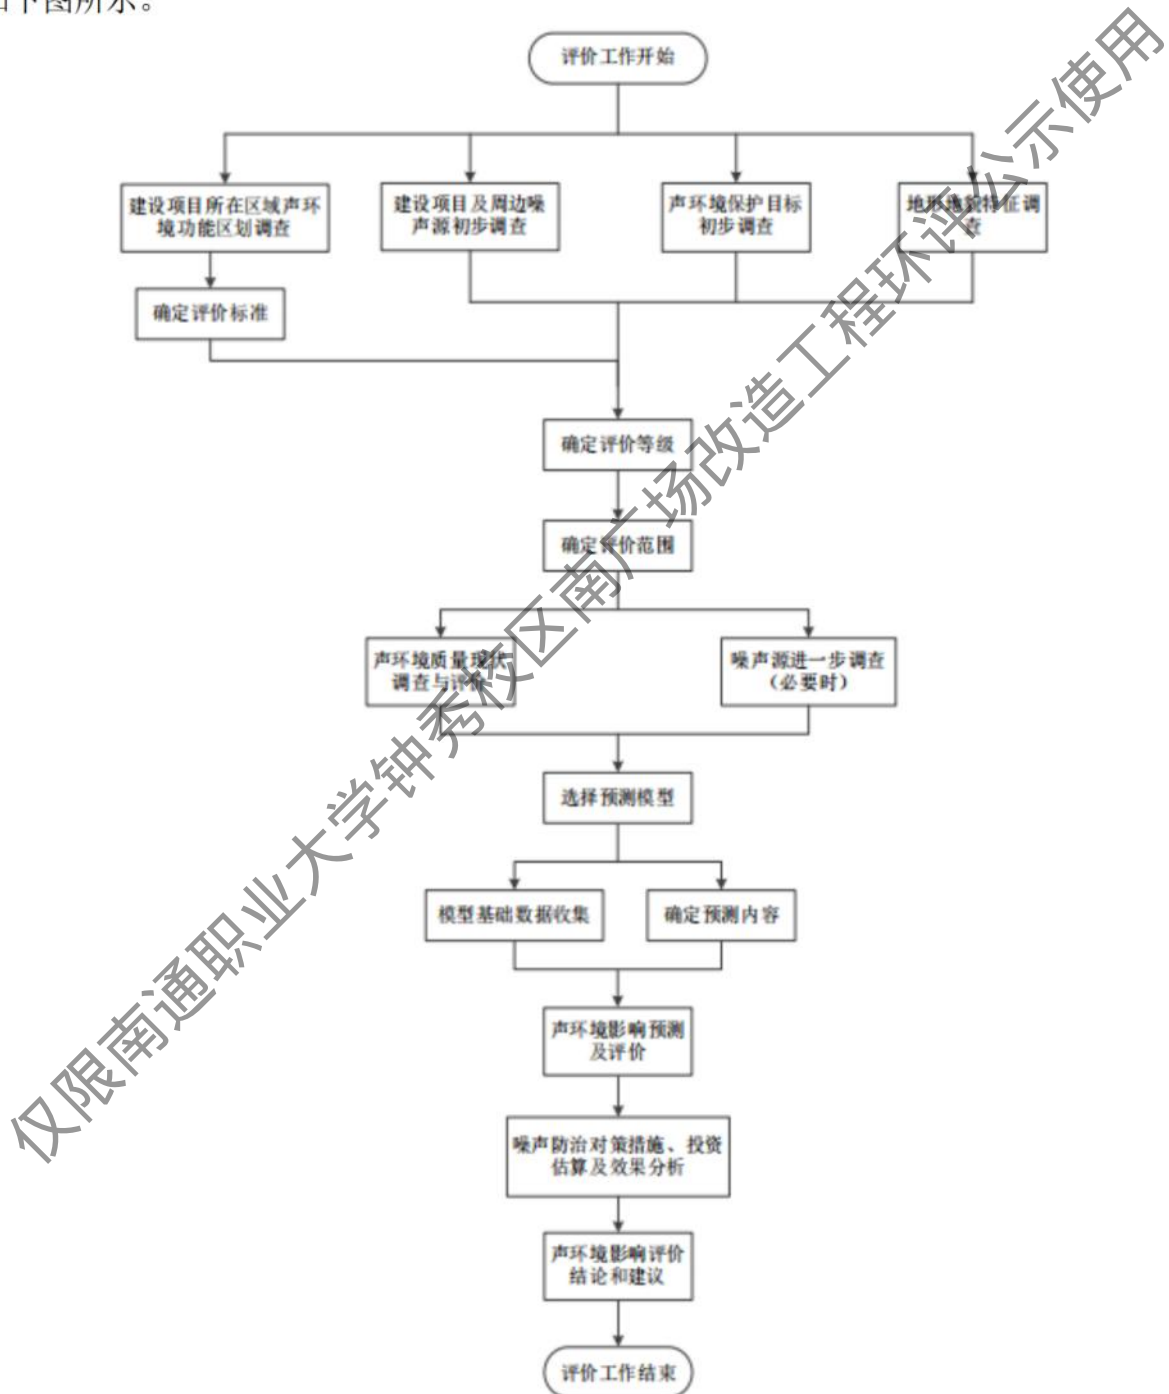 如下图所示。
评价工作开始
建设项目所在区域声环
境功能区划调查
建设项目及周边噪
声源初步调查
声环境保护目标
初步调查
地形地貌特征调
查
确定评价标准
确定评价等级
确定评价范围
声环境质量现状
调查与评价
噪声源进一步调查
（必要时）
选择预测模型
模型基础数据收集
确定预测内容
声环境影响预测
及评价
噪声防治对策措施、投资
估算及效果分析
声环境影响评价
结论和建议
评价工作结束
仅限南通职业大学钟秀校区南广场改造工程环评公示使用